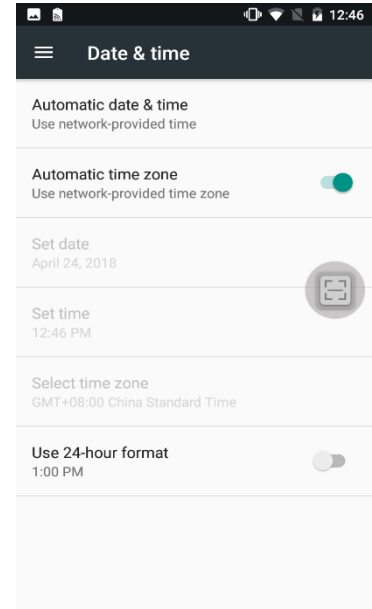 12:46
Date & time
Automatic date & time
Use network-provided time
Automatic time zone
Use network-provided time zone
Set date
April 24, 2018
Set time
12:46 PM
Select time zone
GMT+08:00 China Standard Time
Use 24-hour format
1:00 PM